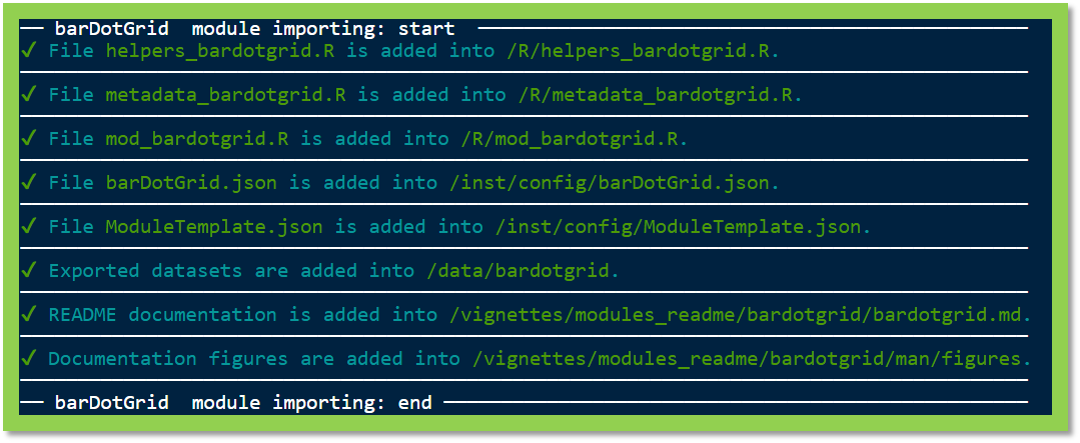 barDotGrid  module importing: start
✓ File helpers_bardotgrid.R is added into /R/helpers_bardotgrid.R.
✓ File metadata_bardotgrid.R is added into /R/metadata_bardotgrid.R.
✓ File mod_bardotgrid.R is added into /R/mod_bardotgrid.R.
✓ File barDotGrid.json is added into /inst/config/barDotGrid.json.
✓ File ModuleTemplate.json is added into /inst/config/ModuleTemplate.json.
✓ Exported datasets are added into /data/bardotgrid.
✓ README documentation is added into /vignettes/modules_readme/bardotgrid/bardotgrid.md.
✓ Documentation figures are added into /vignettes/modules_readme/bardotgrid/man/figures.
barDotGrid  module importing: end